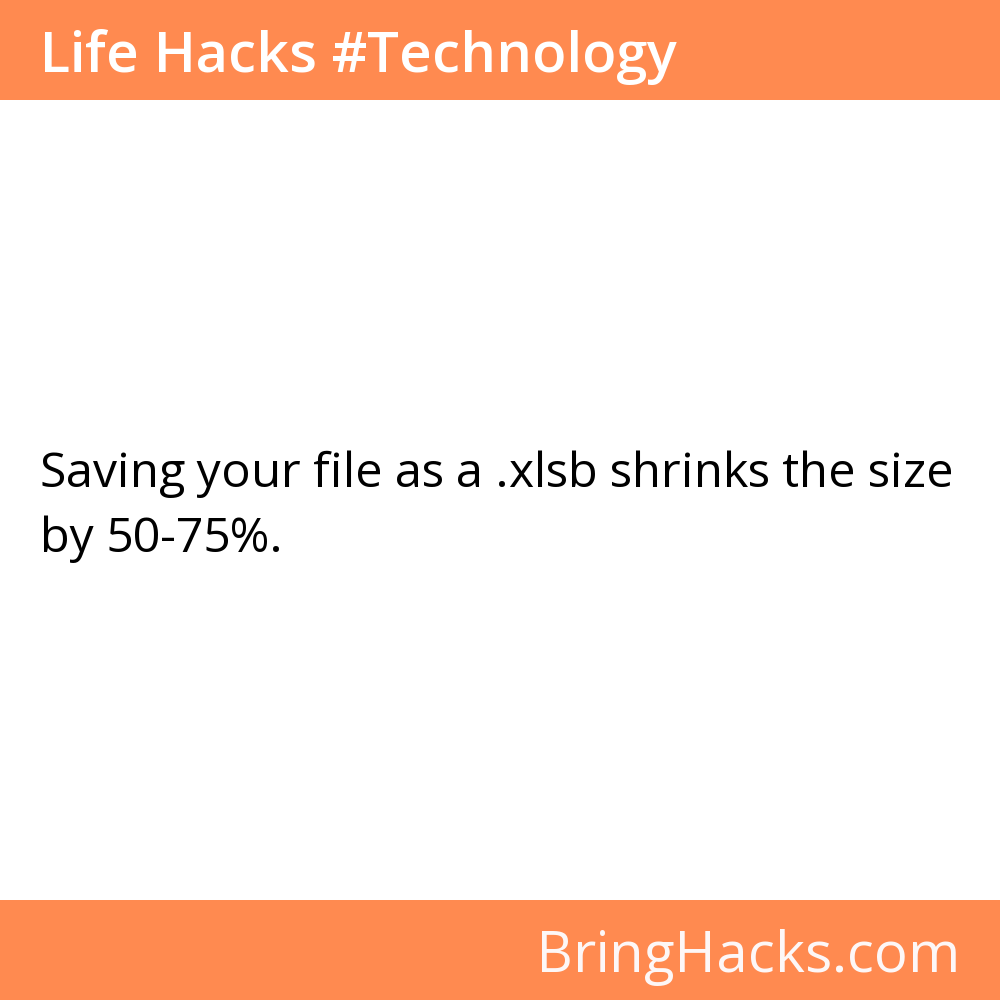 Life Hacks #Technology
Saving your file as a .xlsb shrinks the size
by 50-75%.
BringHacks.com